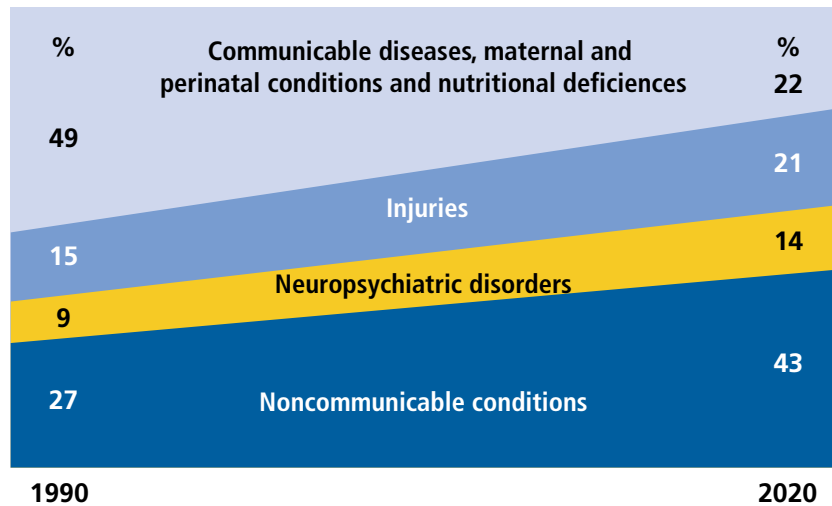 %
Communicable diseases, maternal and
perinatal conditions and nutritional deficiences
%
22
49
21
Injuries
15
14
Neuropsychiatric disorders
9
43
27
Noncommunicable conditions
1990
2020